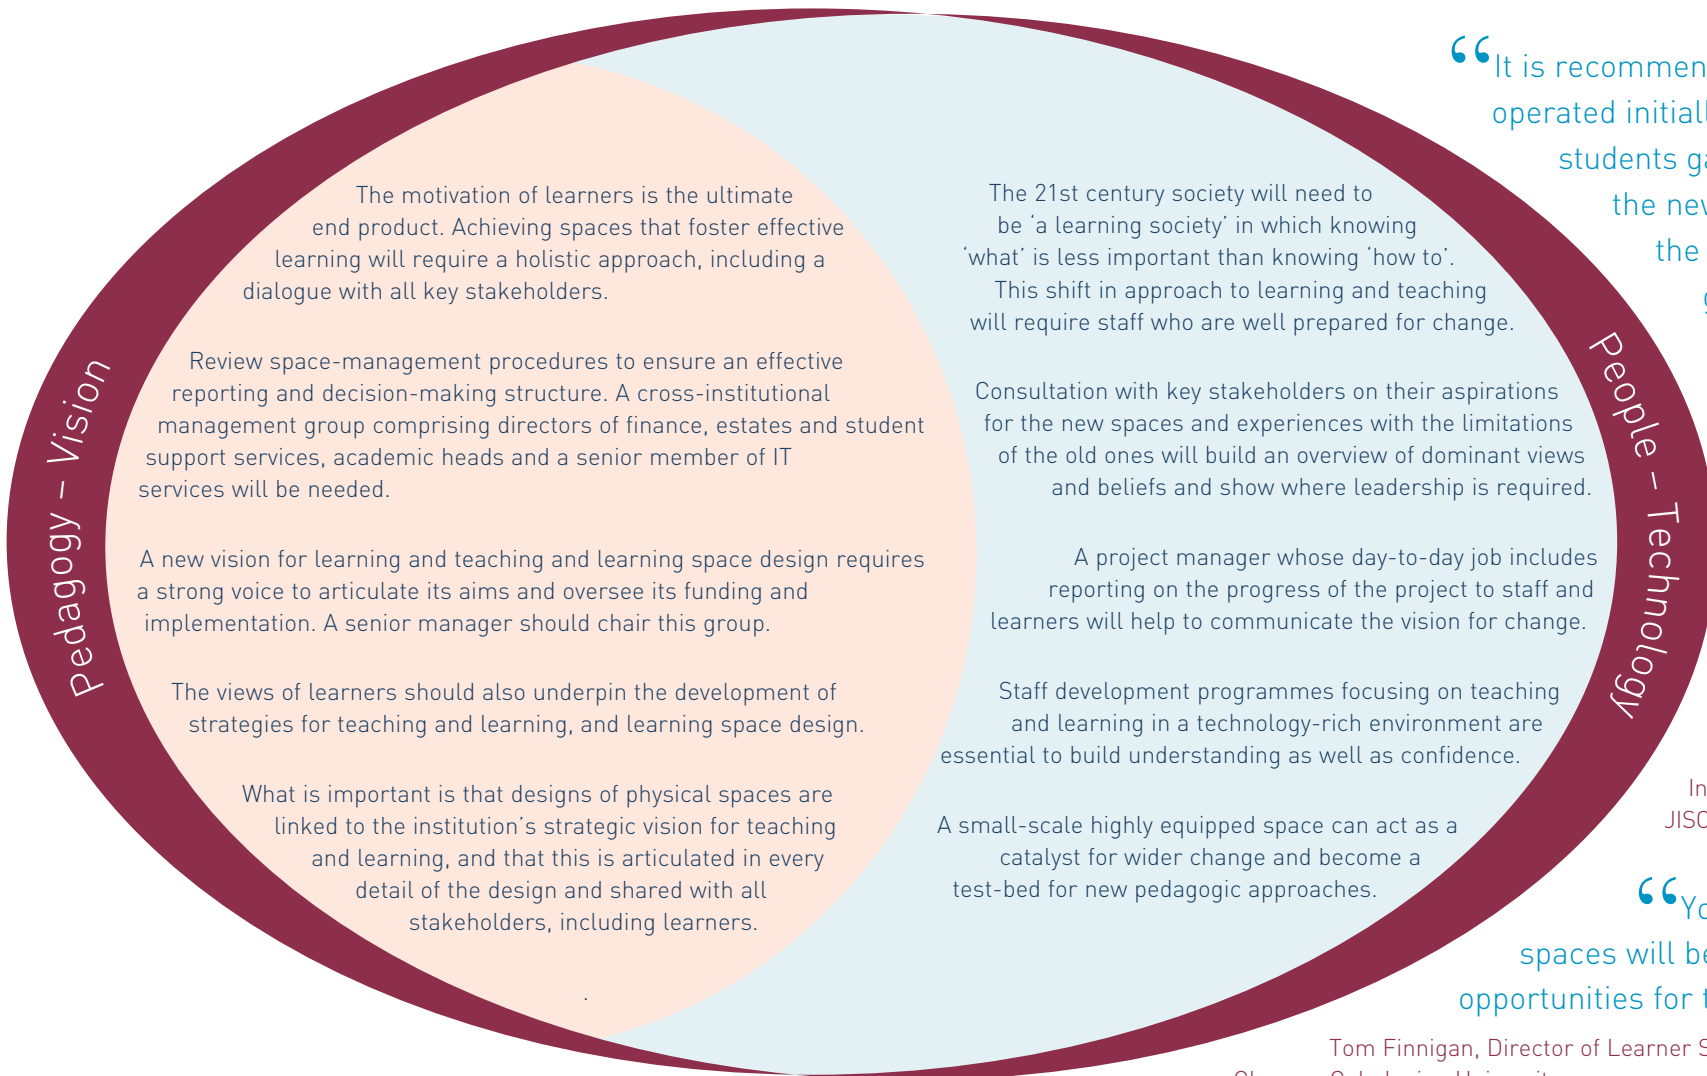 Pedagogy – Vision
The motivation of learners is the ultimate
end product. Achieving spaces that foster effective
learning will require a holistic approach, including a
dialogue with all key stakeholders.
Review space-management procedures to ensure an effective
reporting and decision-making structure. A cross-institutional
management group comprising directors of finance, estates and student
support services, academic heads and a senior member of IT
services will be needed.
A new vision for learning and teaching and learning space design requires
a strong voice to articulate its aims and oversee its funding and
implementation. A senior manager should chair this group.
The views of learners should also underpin the development of
strategies for teaching and learning, and learning space design.
What is important is that designs of physical spaces are
linked to the institution’s strategic vision for teaching
and learning, and that this is articulated in every
detail of the design and shared with all
stakeholders, including learners.
.
The 21st century society will need to
be ‘a learning society’ in which knowing
‘what’ is less important than knowing ‘how to’.
This shift in approach to learning and teaching
will require staff who are well prepared for change.
Consultation with key stakeholders on their aspirations
for the new spaces and experiences with the limitations
of the old ones will build an overview of dominant views
and beliefs and show where leadership is required.
A project manager whose day-to-day job includes
reporting on the progress of the project to staff and
learners will help to communicate the vision for change.
Staff development programmes focusing on teaching
and learning in a technology-rich environment are
essential to build understanding as well as confidence.
A small-scale highly equipped space can act as a
catalyst for wider change and become a
test-bed for new pedagogic approaches.
People – Technology
“It is
operated
students
the
the
In
JISC
“
spaces will
opportunities for
Tom Finnigan, Director of Learner